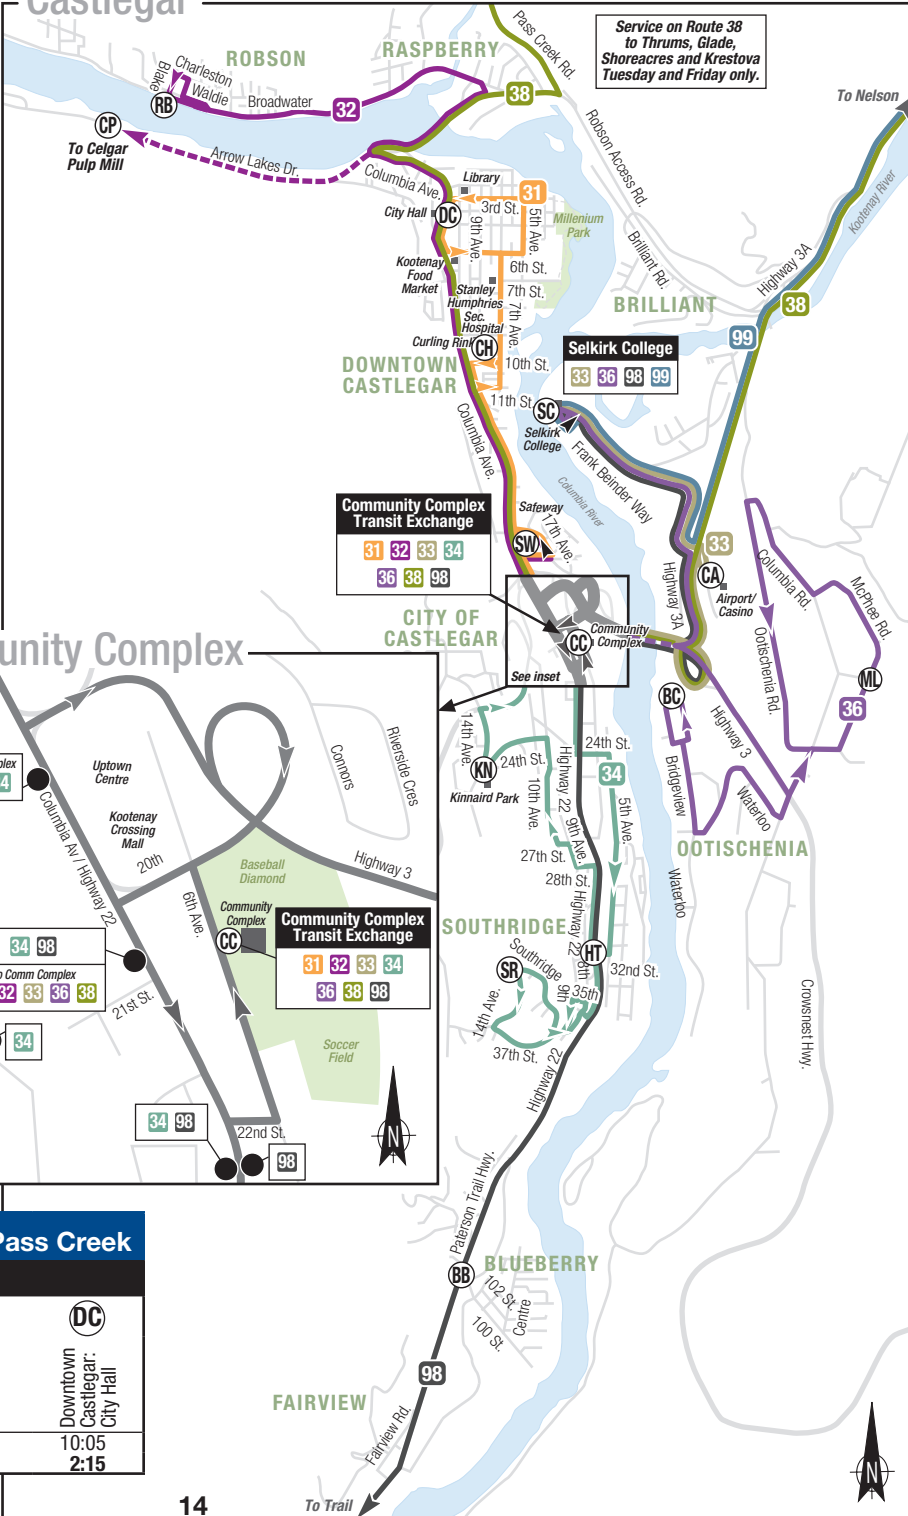 Castlegar
Service on Route 38
to Thrums, Glade,
Shoreacres and Krestova
Tuesday and Friday only.
Pass Creek Rd.
ROBSON
RASPBERRY
Charleston
Blake
Waldie
Broadwater
RB
32
38
CP
To Celgar
Pulp Mill
Arrow Lakes Dr.
Robson Access Rd.
To Nelson
Kootenay River
Columbia Ave.
Library
31
City Hall
DC
3rd St.
5th Ave.
9th Ave.
Millenium
Park
Kootenay
Food
Market
6th St.
Stanley
Humphries
Sec.
7th St.
7th Ave.
Hospital
Curling Rink
CH
Brilliant Rd.
Highway 3A
BRILLIANT
38
99
DOWNTOWN
CASTLEGAR
10th St.
11th St.
Selkirk College
33 36 98 99
SC
Selkirk
College
Columbia Ave.
Frank Beinder Way
Columbia River
Community Complex
Transit Exchange
31 32 33 34
36 38 98
Safeway
17th Ave.
SW
33
CA
Airport/
Casino
Highway 3A
Columbia Rd.
McPhee Rd.
Ootischenia Rd.
CITY OF
CASTLEGAR
CC
Community
Complex
See inset
BC
ML
36
Highway 3
14th Ave.
KN
Kinnaird Park
24th St.
10th Ave.
Highway 22
9th Ave.
24th St.
34
5th Ave.
Bridgeview
Waterloo
OOTISCHENIA
Waterloo
27th St.
28th St.
Highway 22
8th
SOUTHRIDGE
Southridge
SR
HT
32nd St.
9th
35th
14th Ave.
37th St.
Highway 22
Crowsnest Hwy.
unity Complex
plex
4
Uptown
Centre
Connors
Riverside Cres
Columbia Av / Highway 22
Kootenay
Crossing
Mall
20th
Highway 3
6th Ave.
Baseball
Diamond
Community
Complex
CC
Community Complex
Transit Exchange
31 32 33 34
36 38 98
34 98
o Comm Complex
32 33 36 38
21st St.
34
Soccer
Field
34 98
22nd St.
98
N
Paterson Trail Hwy.
BB
BLUEBERRY
102 St.
Centre
100 St.
98
FAIRVIEW
Fairview Rd.
To Trail
N
Pass Creek
DC
Downtown
Castlegar:
City Hall
10:05
2:15
14